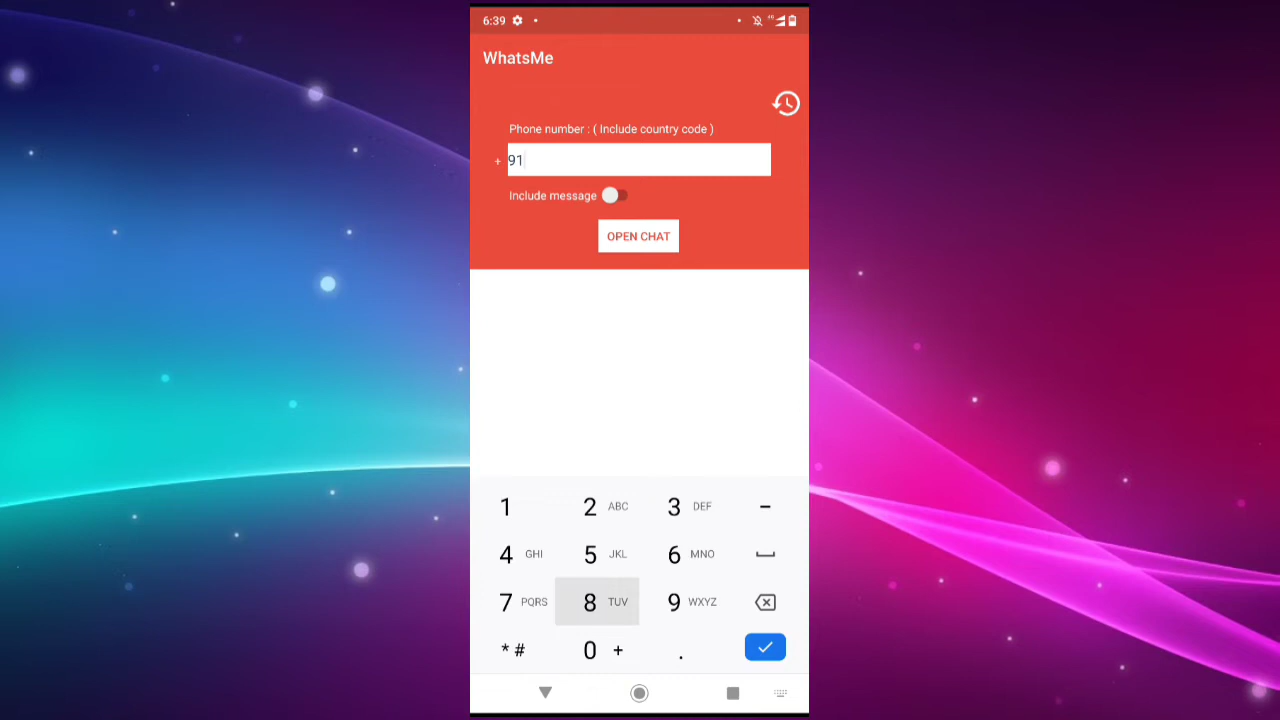 6:39
4G
WhatsMe
Phone number : ( Include country code )
+ 91
Include message
OPEN CHAT
1 2 ABC 3 DEF -
4 GHI 5 JKL 6 MNO
7 PQRS 8 TUV 9 WXYZ
* # 0 + .